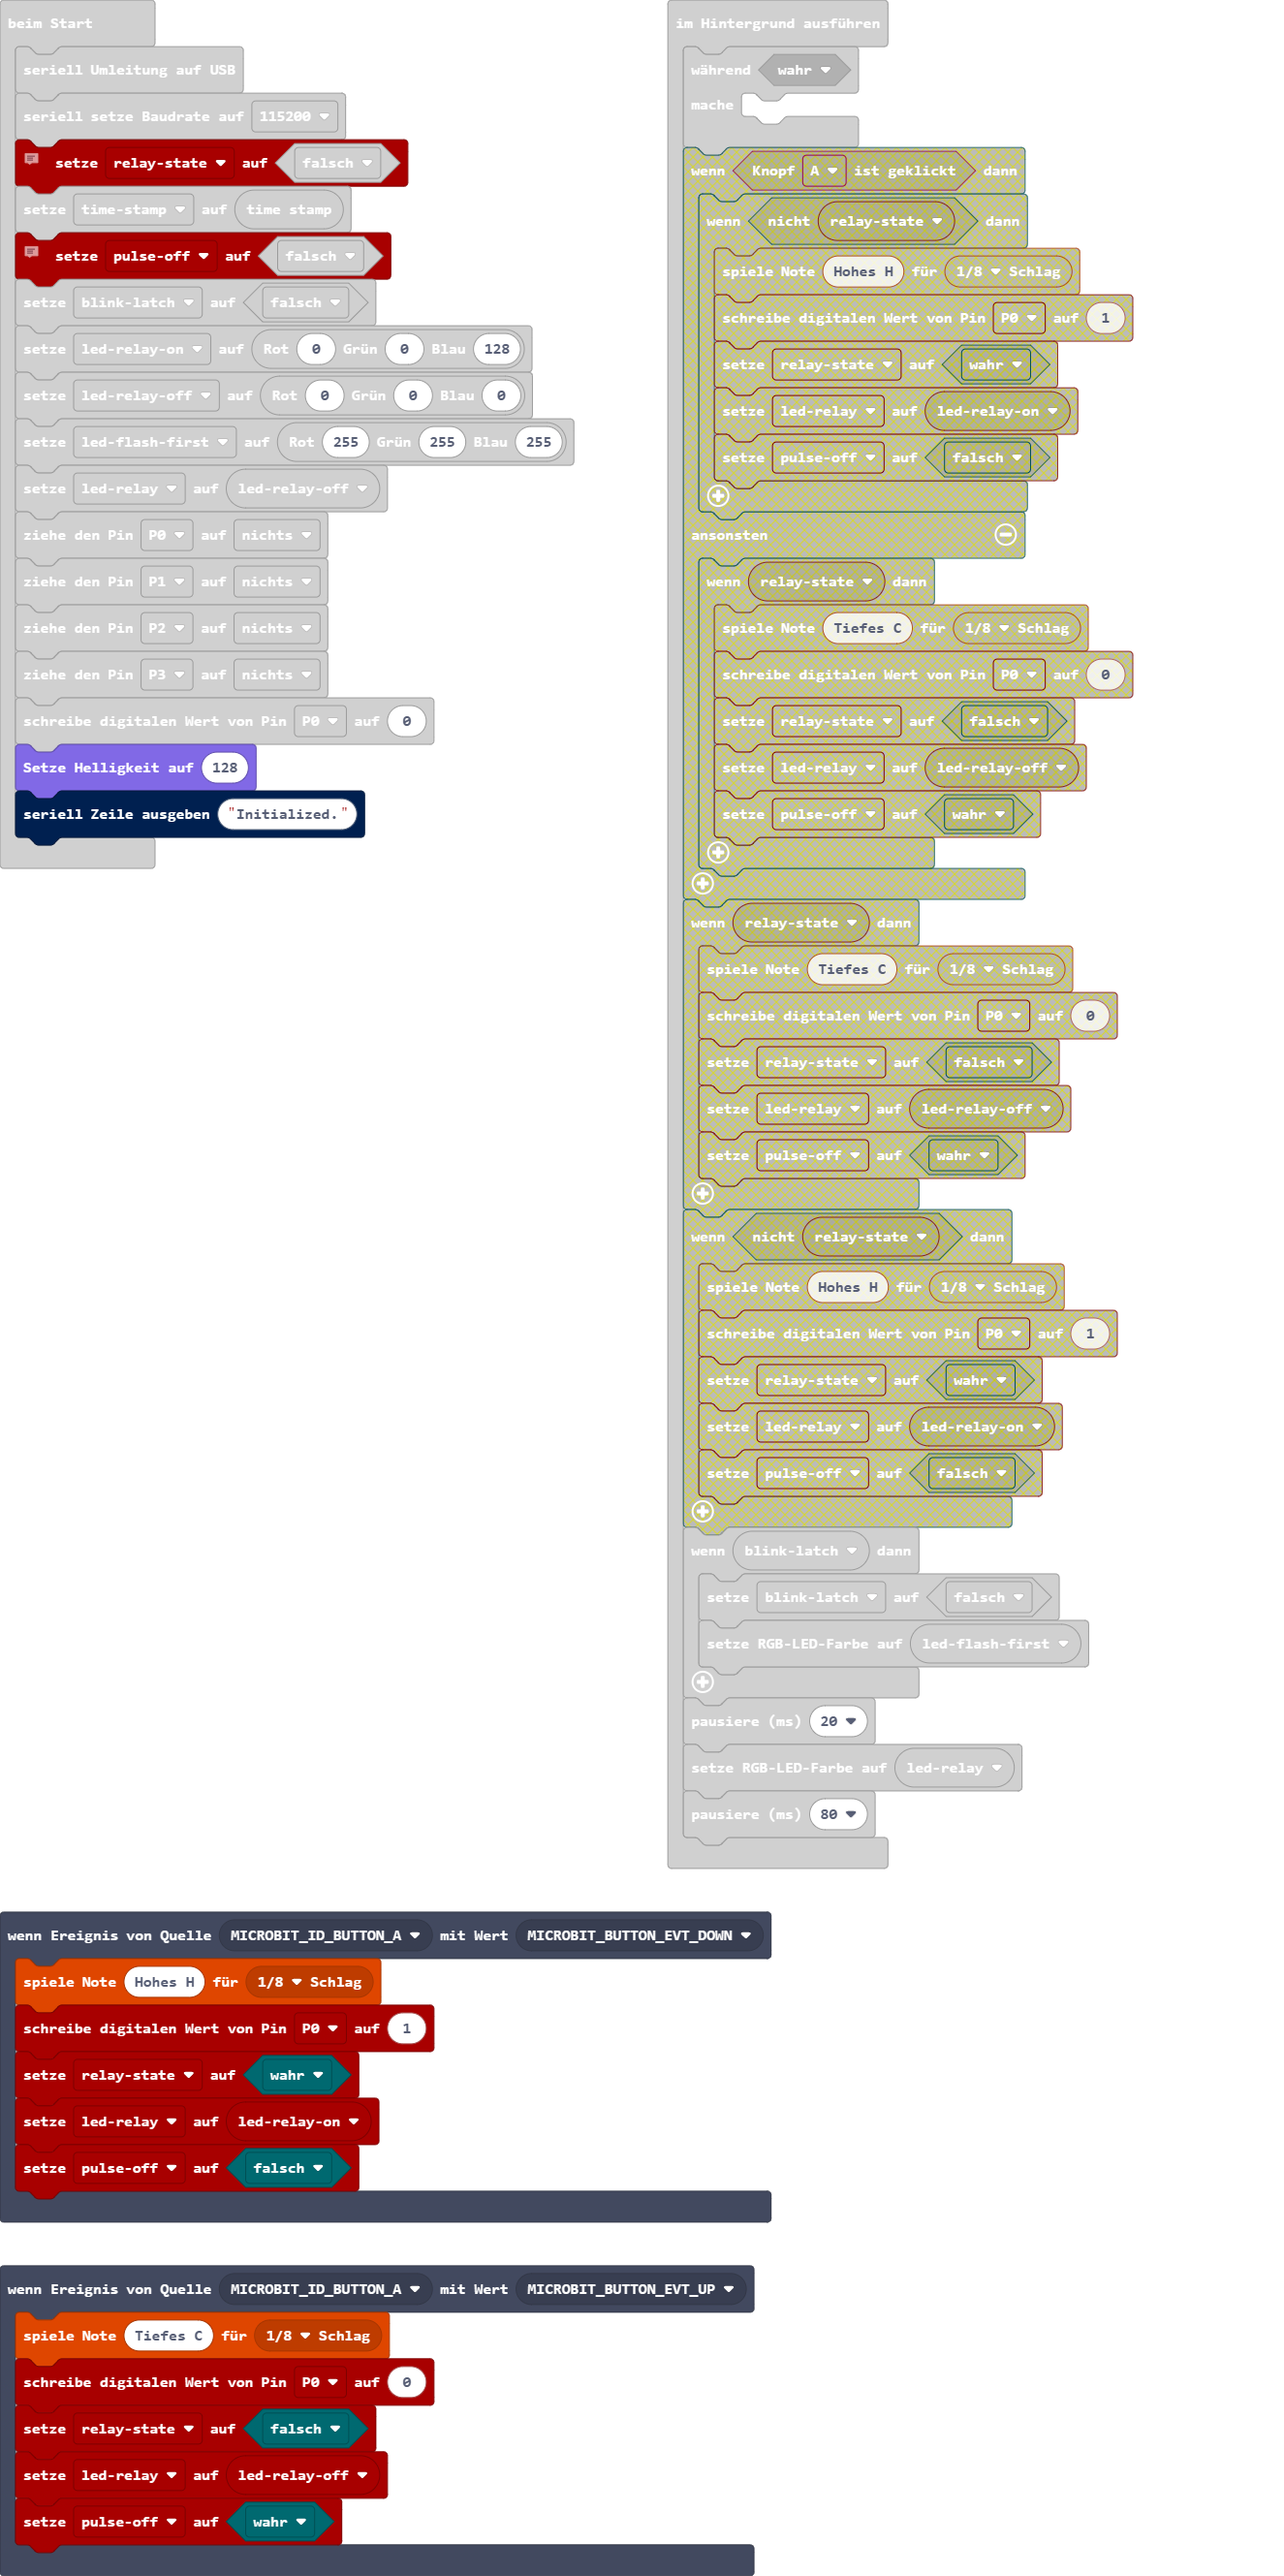 beim Start
seriell Umleitung auf USB
seriell setze Baudrate auf 115200
setze relay-state auf falsch
setze time-stamp auf time stamp
setze pulse-off auf falsch
setze blink-latch auf falsch
setze led-relay-on auf Rot 0 Grün 0 Blau 128
setze led-relay-off auf Rot 0 Grün 0 Blau 0
setze led-flash-first auf Rot 255 Grün 255 Blau 255
setze led-relay auf led-relay-off
ziehe den Pin P0 auf nichts
ziehe den Pin P1 auf nichts
ziehe den Pin P2 auf nichts
ziehe den Pin P3 auf nichts
schreibe digitalen Wert von Pin P0 auf 0
Setze Helligkeit auf 128
seriell Zeile ausgeben "Initialized."
im Hintergrund ausführen
während wahr
mache
wenn Knopf A ist geklickt dann
wenn nicht relay-state dann
spiele Note Hohes H für 1/8 Schlag
schreibe digitalen Wert von Pin P0 auf 1
setze relay-state auf wahr
setze led-relay auf led-relay-on
setze pulse-off auf falsch
ansonsten
wenn relay-state dann
spiele Note Tiefes C für 1/8 Schlag
schreibe digitalen Wert von Pin P0 auf 0
setze relay-state auf falsch
setze led-relay auf led-relay-off
setze pulse-off auf wahr
wenn relay-state dann
spiele Note Tiefes C für 1/8 Schlag
schreibe digitalen Wert von Pin P0 auf 0
setze relay-state auf falsch
setze led-relay auf led-relay-off
setze pulse-off auf wahr
wenn nicht relay-state dann
spiele Note Hohes H für 1/8 Schlag
schreibe digitalen Wert von Pin P0 auf 1
setze relay-state auf wahr
setze led-relay auf led-relay-on
setze pulse-off auf falsch
wenn blink-latch dann
setze blink-latch auf falsch
setze RGB-LED-Farbe auf led-flash-first
pausiere (ms) 20
setze RGB-LED-Farbe auf led-relay
pausiere (ms) 80
wenn Ereignis von Quelle MICROBIT_ID_BUTTON_A mit Wert MICROBIT_BUTTON_EVT_DOWN
spiele Note Hohes H für 1/8 Schlag
schreibe digitalen Wert von Pin P0 auf 1
setze relay-state auf wahr
setze led-relay auf led-relay-on
setze pulse-off auf falsch
wenn Ereignis von Quelle MICROBIT_ID_BUTTON_A mit Wert MICROBIT_BUTTON_EVT_UP
spiele Note Tiefes C für 1/8 Schlag
schreibe digitalen Wert von Pin P0 auf 0
setze relay-state auf falsch
setze led-relay auf led-relay-off
setze pulse-off auf wahr